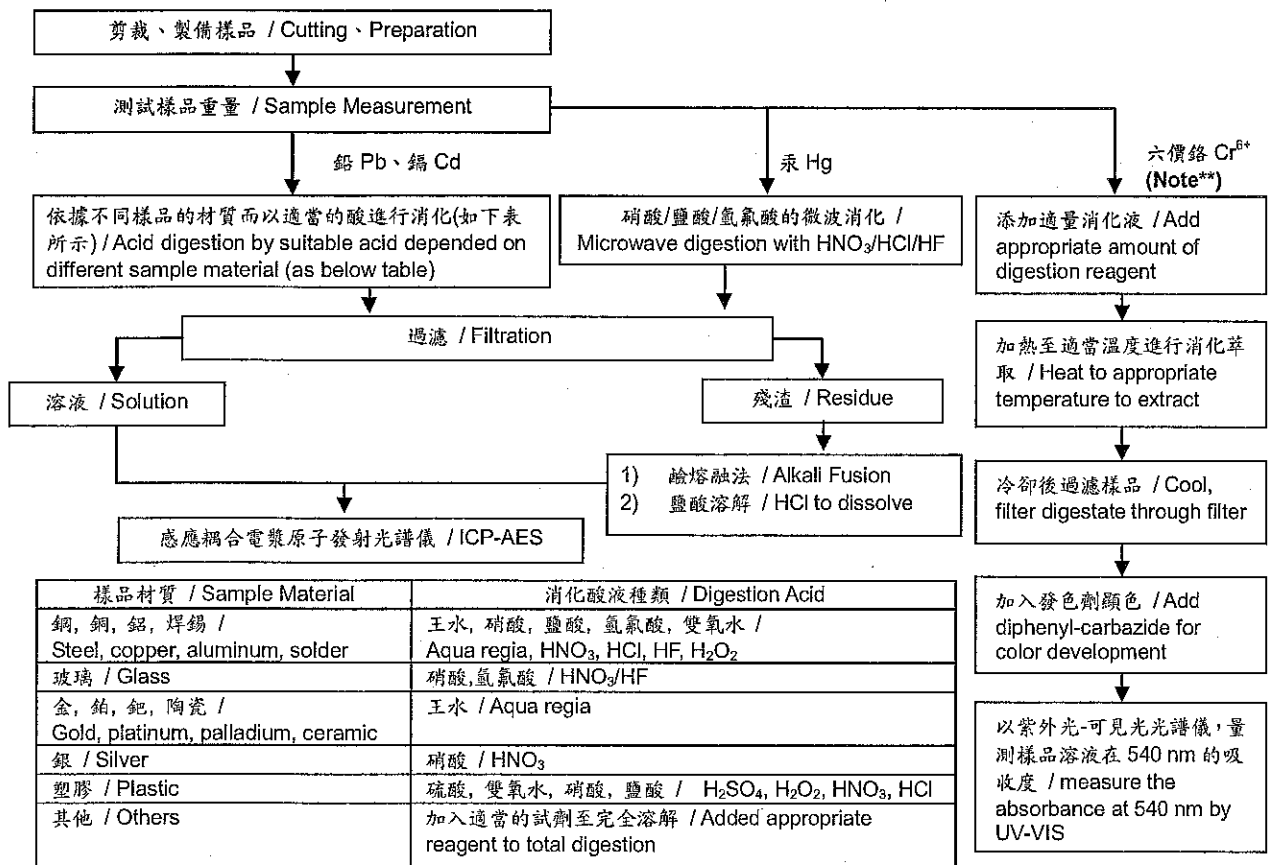 剪裁、製備樣品 / Cutting、Preparation
測試樣品重量 / Sample Measurement
鉛 Pb、鎘 Cd
汞 Hg
六價鉻 Cr⁶⁺
(Note**)
依據不同樣品的材質而以適當的酸進行消化(如下表
所示) / Acid digestion by suitable acid depended on
different sample material (as below table)
硝酸/鹽酸/氫氟酸的微波消化 /
Microwave digestion with HNO₃/HCl/HF
添加適量消化液 / Add
appropriate amount of
digestion reagent
過濾 / Filtration
加熱至適當溫度進行消化萃
取 / Heat to appropriate
temperature to extract
溶液 / Solution
殘渣 / Residue
1) 鹼熔融法 / Alkali Fusion
2) 鹽酸溶解 / HCl to dissolve
冷卻後過濾樣品 / Cool,
filter digestate through filter
感應耦合電漿原子發射光譜儀 / ICP-AES
加入發色劑顯色 / Add
diphenyl-carbazide for
color development
以紫外光-可見光光譜儀，量
測樣品溶液在 540 nm 的吸
收度 / measure the
absorbance at 540 nm by
UV-VIS
樣品材質 / Sample Material 消化酸液種類 / Digestion Acid
鋼, 銅, 鋁, 焊錫 / 王水, 硝酸, 鹽酸, 氫氟酸, 雙氧水 /
Steel, copper, aluminum, solder Aqua regia, HNO₃, HCl, HF, H₂O₂
玻璃 / Glass 硝酸,氫氟酸 / HNO₃/HF
金, 鉑, 鈀, 陶瓷 / 王水 / Aqua regia
Gold, platinum, palladium, ceramic
銀 / Silver 硝酸 / HNO₃
塑膠 / Plastic 硫酸, 雙氧水, 硝酸, 鹽酸 / H₂SO₄, H₂O₂, HNO₃, HCl
其他 / Others 加入適當的試劑至完全溶解 / Added appropriate
reagent to total digestion